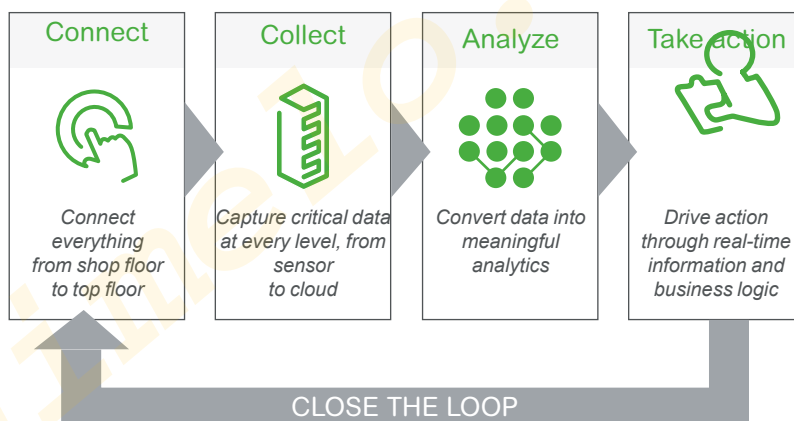 Connect
Connect
everything
from shop floor
to top floor
Collect
Capture critical data
at every level, from
sensor
to cloud
Analyze
Convert data into
meaningful
analytics
Take action
Drive action
through real-time
information and
business logic
CLOSE THE LOOP